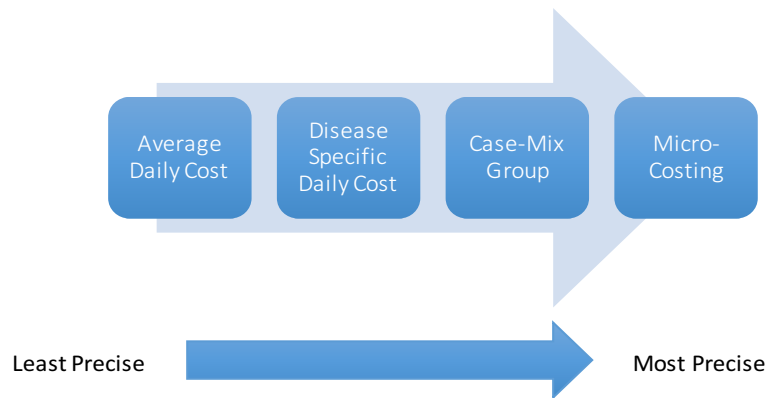 Average
Daily Cost
Disease
Specific
Daily Cost
Case-Mix
Group
Micro-
Costing
Least Precise
Most Precise